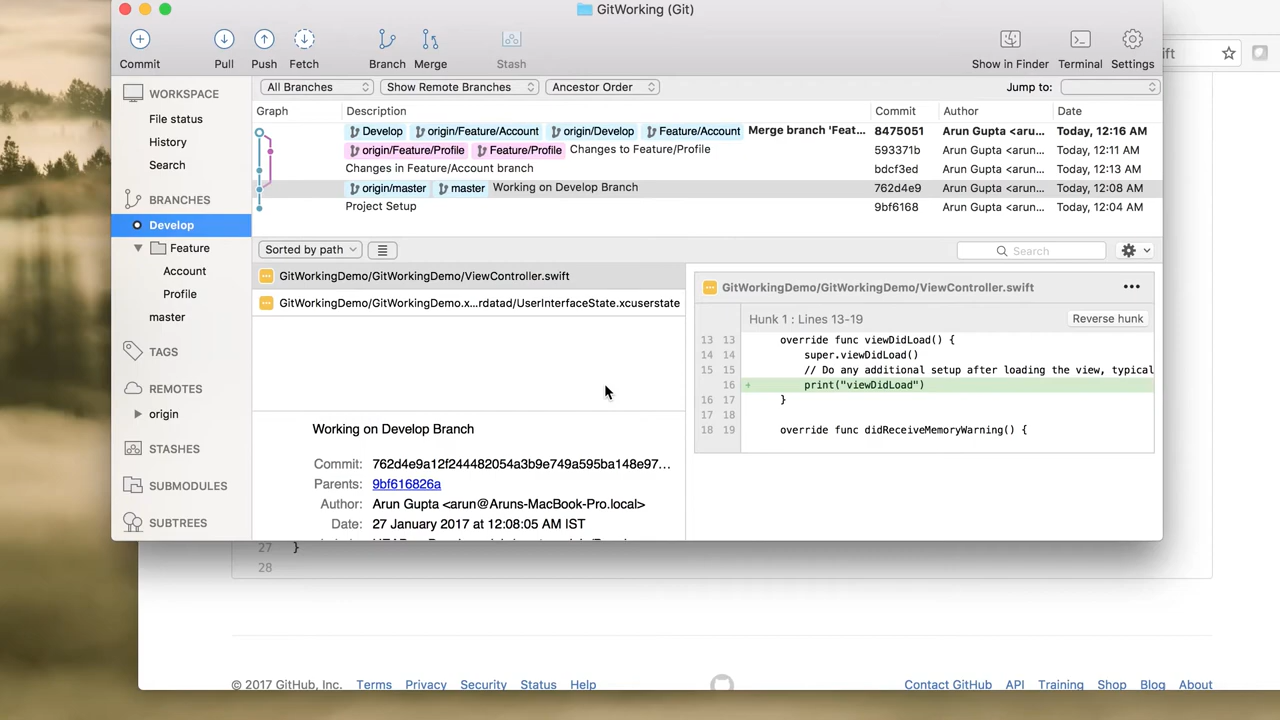 GitWorking (Git)
Commit Pull Push Fetch Branch Merge Stash Show in Finder Terminal Settings
All Branches Show Remote Branches Ancestor Order Jump to:
Graph Description Commit Author Date
Develop origin/Feature/Account origin/Develop Feature/Account Merge branch 'Feat... 8475051 Arun Gupta <aru... Today, 12:16 AM
origin/Feature/Profile Feature/Profile Changes to Feature/Profile 593371b Arun Gupta <arun... Today, 12:11 AM
Changes in Feature/Account branch bdcf3ed Arun Gupta <arun... Today, 12:13 AM
origin/master master Working on Develop Branch 762d4e9 Arun Gupta <arun... Today, 12:08 AM
Project Setup 9bf6168 Arun Gupta <arun... Today, 12:04 AM
WORKSPACE
File status
History
Search
BRANCHES
Develop
Feature
Account
Profile
master
TAGS
REMOTES
origin
STASHES
SUBMODULES
SUBTREES
Sorted by path
Search
GitWorkingDemo/GitWorkingDemo/ViewController.swift
GitWorkingDemo/GitWorkingDemo.x...rdatad/UserInterfaceState.xcuserstate
Working on Develop Branch
Commit: 762d4e9a12f244482054a3b9e749a595ba148e97...
Parents: 9bf616826a
Author: Arun Gupta <arun@Aruns-MacBook-Pro.local>
Date: 27 January 2017 at 12:08:05 AM IST
GitWorkingDemo/GitWorkingDemo/ViewController.swift
Hunk 1 : Lines 13-19 Reverse hunk
13 13 override func viewDidLoad() {
14 14 super.viewDidLoad()
15 15 // Do any additional setup after loading the view, typical
16 + print("viewDidLoad")
16 17 }
17 18
18 19 override func didReceiveMemoryWarning() {
ift
27 }
28
© 2017 GitHub, Inc. Terms Privacy Security Status Help Contact GitHub API Training Shop Blog About